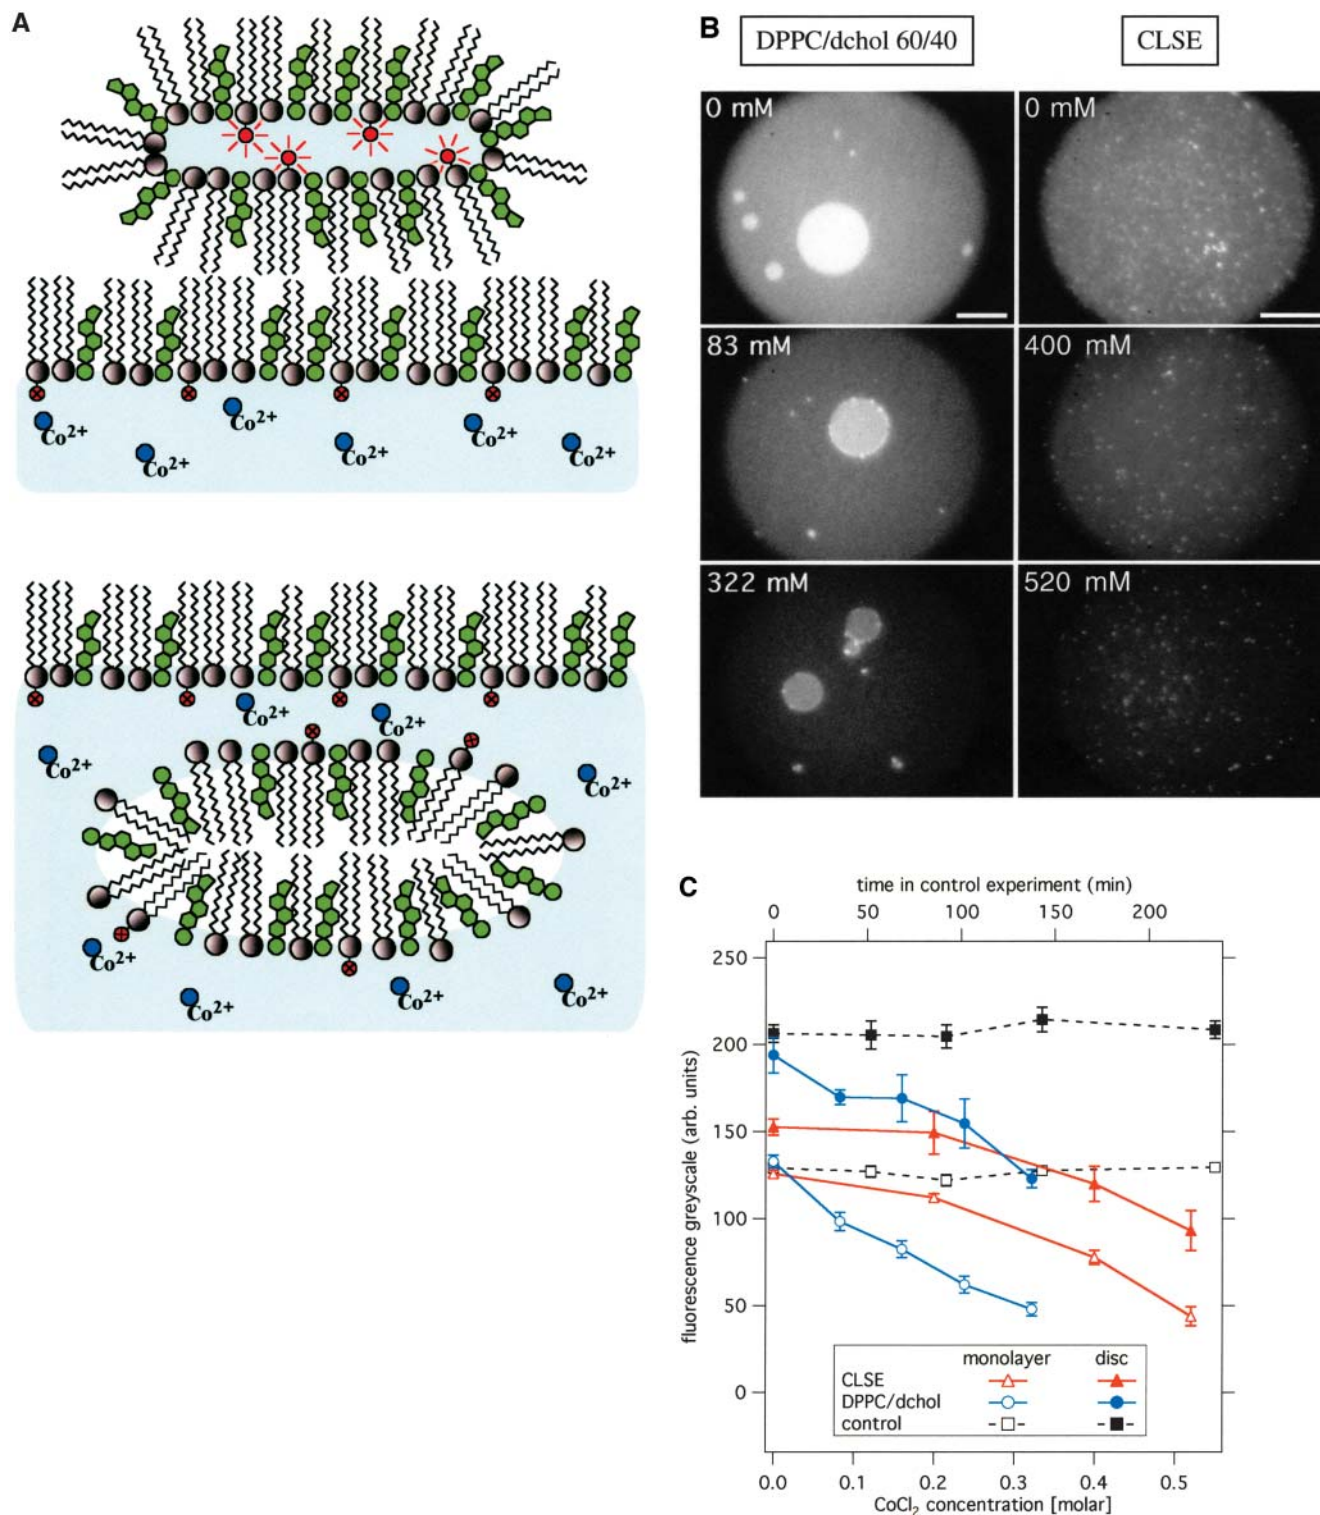 A
Co2+
Co2+
Co2+
Co2+
Co2+
Co2+
Co2+
Co2+
Co2+
Co2+
Co2+
Co2+
Co2+
Co2+
B
DPPC/dchol 60/40
CLSE
0 mM
0 mM
83 mM
400 mM
322 mM
520 mM
C
time in control experiment (min)
0 50 100 150 200
fluorescence greyscale (arb. units)
250
200
150
100
50
0
monolayer disc
CLSE
DPPC/dchol
control
0.0 0.1 0.2 0.3 0.4 0.5
CoCl2 concentration [molar]